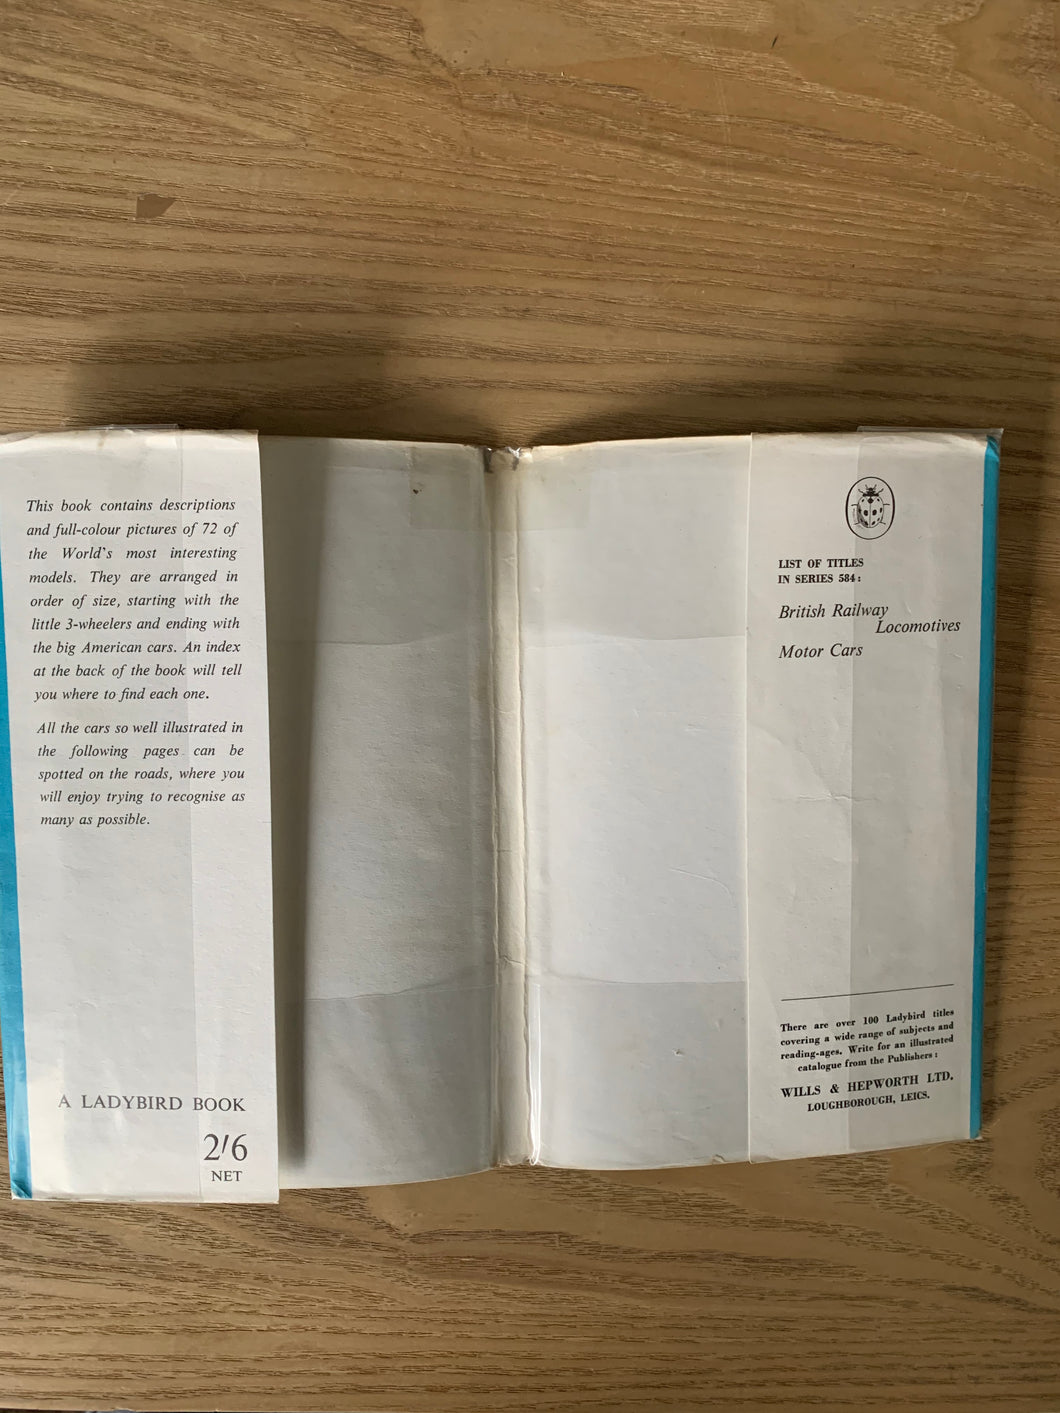 This book contains descriptions
and full-colour pictures of 72 of
the World's most interesting
models. They are arranged in
order of size, starting with the
little 3-wheelers and ending with
the big American cars. An index
at the back of the book will tell
you where to find each one.
All the cars so well illustrated in
the following pages can be
spotted on the roads, where you
will enjoy trying to recognise as
many as possible.
A LADYBIRD BOOK
2/6
NET
LIST OF TITLES
IN SERIES 584:
British Railway
Locomotives
Motor Cars
There are over 100 Ladybird titles
covering a wide range of subjects and
reading-ages. Write for an illustrated
catalogue from the Publishers:
WILLS & HEPWORTH LTD.
LOUGHBOROUGH, LEICS.